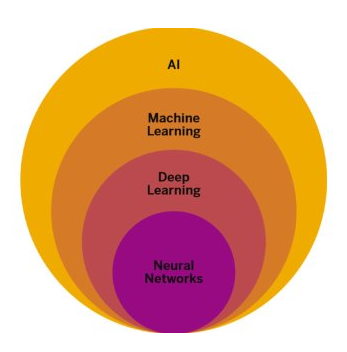 AI
Machine
Learning
Deep
Learning
Neural
Networks